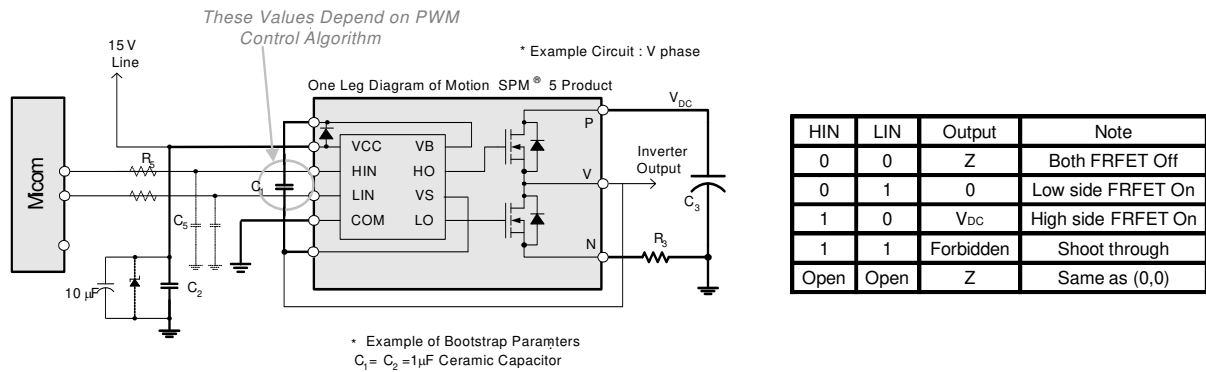 These Values Depend on PWM
Control Algorithm
15 V
Line
* Example Circuit : V phase
One Leg Diagram of Motion SPM® 5 Product
Micom
R5
C5
10 μF
C2
C1
VCC VB
HIN HO
LIN VS
COM LO
P
V
N
VDC
Inverter
Output
C3
R3
* Example of Bootstrap Paramters
C1= C2 =1μF Ceramic Capacitor
HIN LIN Output Note
0 0 Z Both FRFET Off
0 1 0 Low side FRFET On
1 0 VDC High side FRFET On
1 1 Forbidden Shoot through
Open Open Z Same as (0,0)